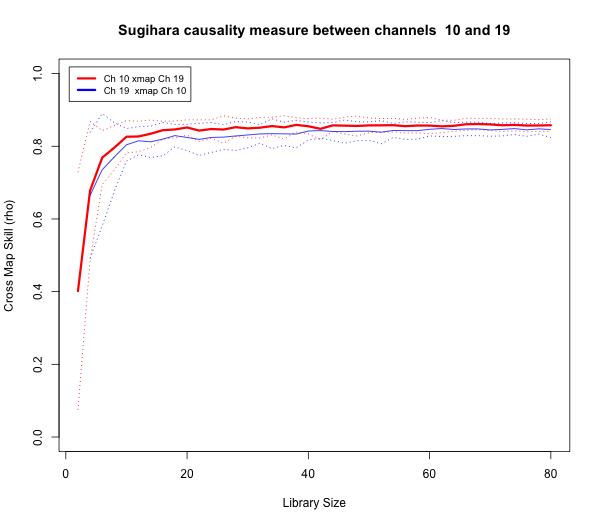 Sugihara causality measure between channels  10 and 19
Ch 10 xmap Ch 19
Ch 19  xmap Ch 10
1.0
0.8
0.6
0.4
0.2
0.0
Cross Map Skill (rho)
0 20 40 60 80
Library Size